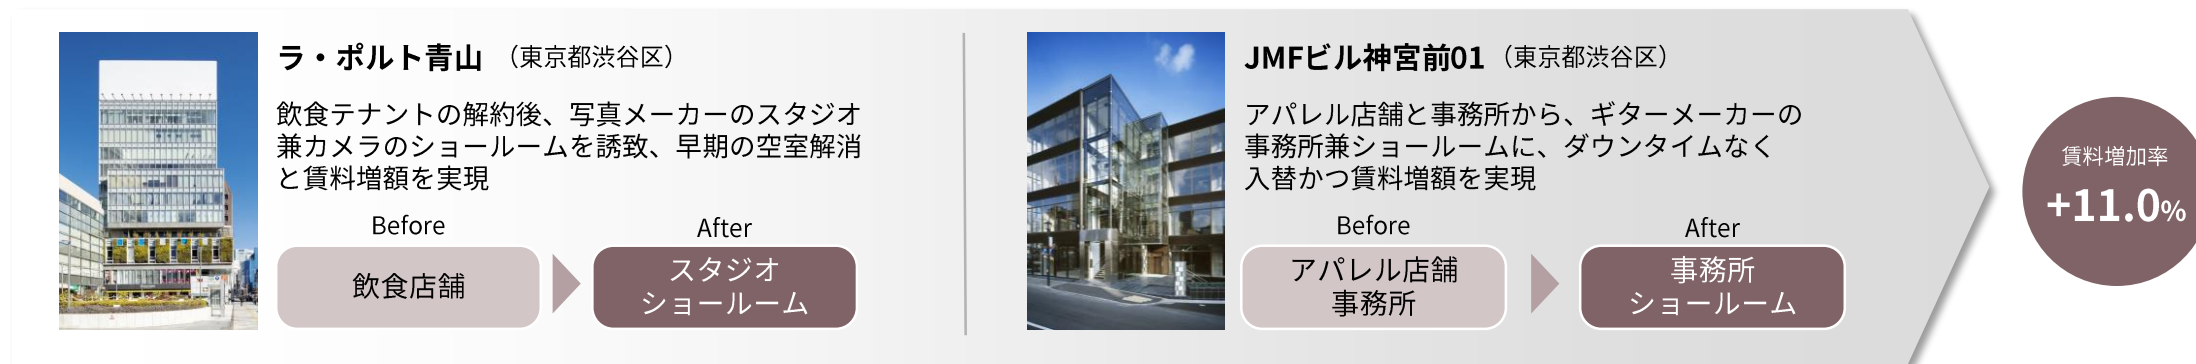 ラ・ポルト青山 （東京都渋谷区）
飲食テナントの解約後、写真メーカーのスタジオ
兼カメラのショールームを誘致、早期の空室解消
と賃料増額を実現
Before
After
飲食店舗
スタジオ
ショールーム
JMFビル神宮前01（東京都渋谷区）
アパレル店舗と事務所から、ギターメーカーの
事務所兼ショールームに、ダウンタイムなく
入替かつ賃料増額を実現
Before
After
アパレル店舗
事務所
事務所
ショールーム
賃料増加率
+11.0%